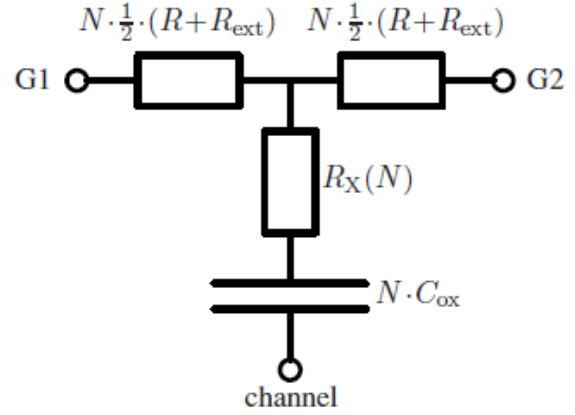 N·½·(R+R_ext) N·½·(R+R_ext)
G1 G2
R_X(N)
N·C_ox
channel